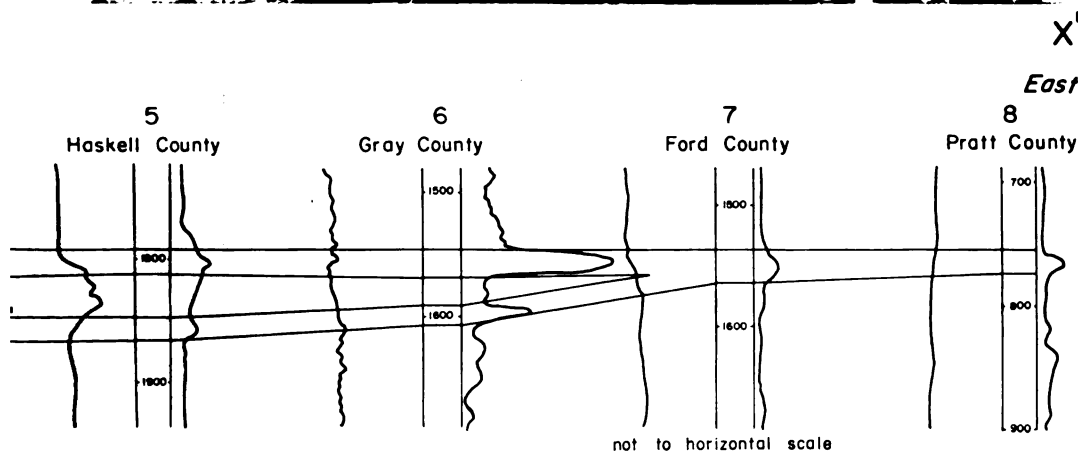 X'
East
5
6
7
8
Haskell County
Gray County
Ford County
Pratt County
1500
700
1500
1800
800
1600
1600
1900
900
not to horizontal scale